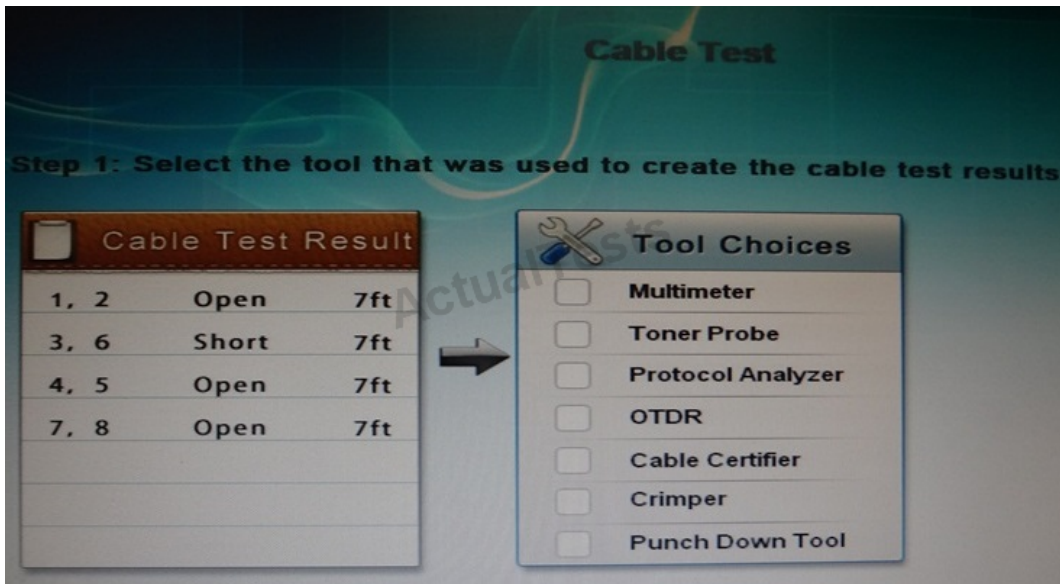 Cable Test
Step 1: Select the tool that was used to create the cable test results
Cable Test Result
1, 2 Open 7ft
3, 6 Short 7ft
4, 5 Open 7ft
7, 8 Open 7ft
Tool Choices
Multimeter
Toner Probe
Protocol Analyzer
OTDR
Cable Certifier
Crimper
Punch Down Tool
ActualTests